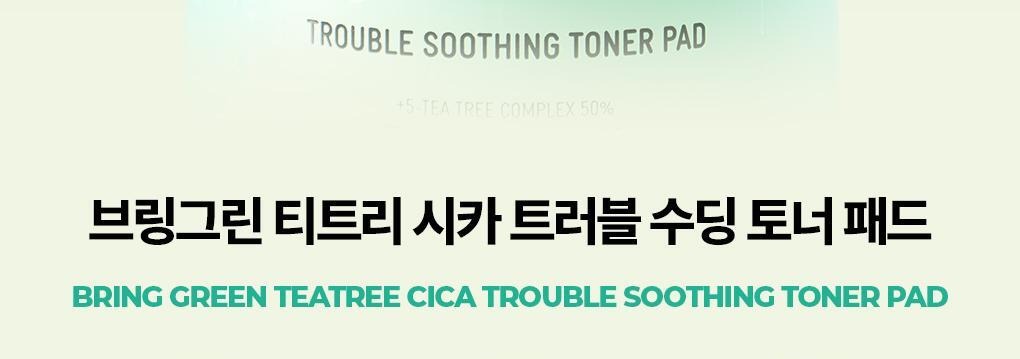 TROUBLE SOOTHING TONER PAD
+5-TEA TREE COMPLEX 50%
브링그린 티트리 시카 트러블 수딩 토너 패드
BRING GREEN TEATREE CICA TROUBLE SOOTHING TONER PAD